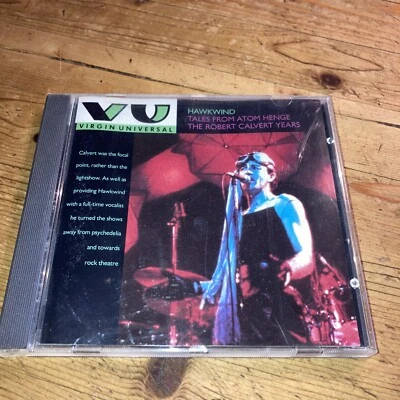 VU
VIRGIN UNIVERSAL
HAWKWIND
TALES FROM ATOM HENGE
THE ROBERT CALVERT YEARS
Calvert was the focal
point, rather than the
lightshow. As well as
providing Hawkwind
with a full-time vocalist
he turned the shows
away from psychedelia
and towards
rock theatre